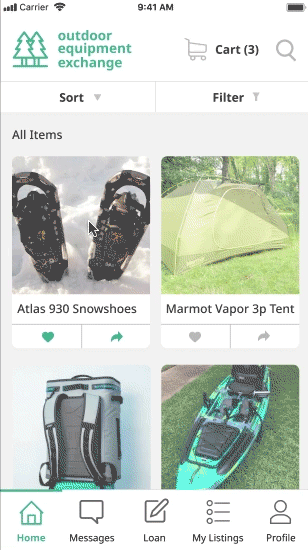 Carrier
9:41 AM
outdoor
equipment
exchange
Cart (3)
Sort
Filter
All Items
Atlas 930 Snowshoes
Marmot Vapor 3p Tent
Home
Messages
Loan
My Listings
Profile